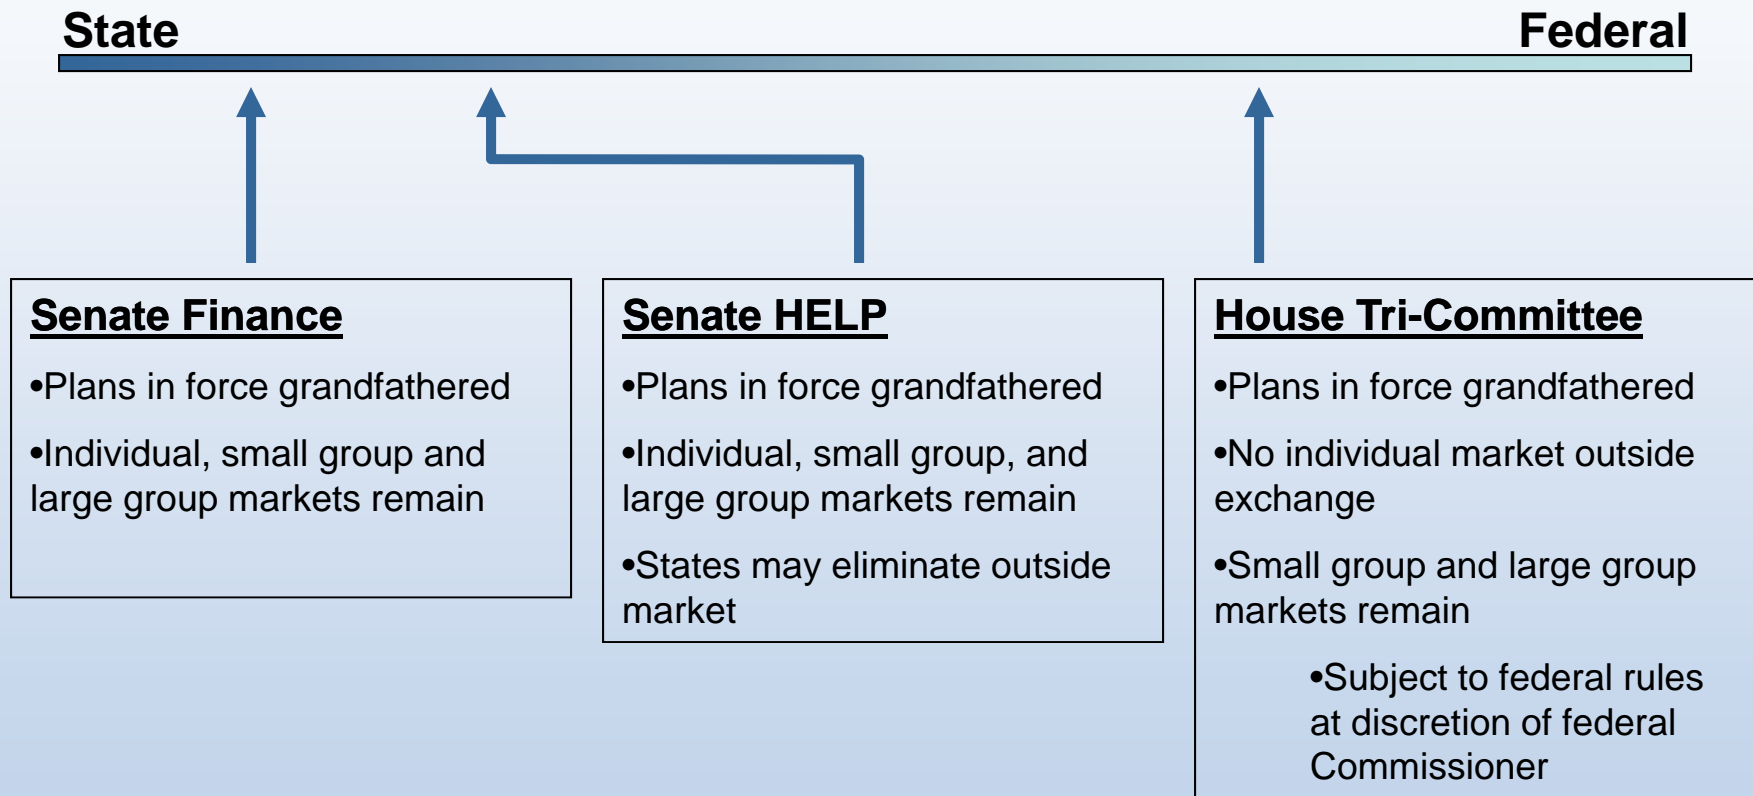 State
Federal
Senate Finance
•Plans in force grandfathered
•Individual, small group and
large group markets remain
Senate HELP
•Plans in force grandfathered
•Individual, small group, and
large group markets remain
•States may eliminate outside
market
House Tri-Committee
•Plans in force grandfathered
•No individual market outside
exchange
•Small group and large group
markets remain
•Subject to federal rules
at discretion of federal
Commissioner